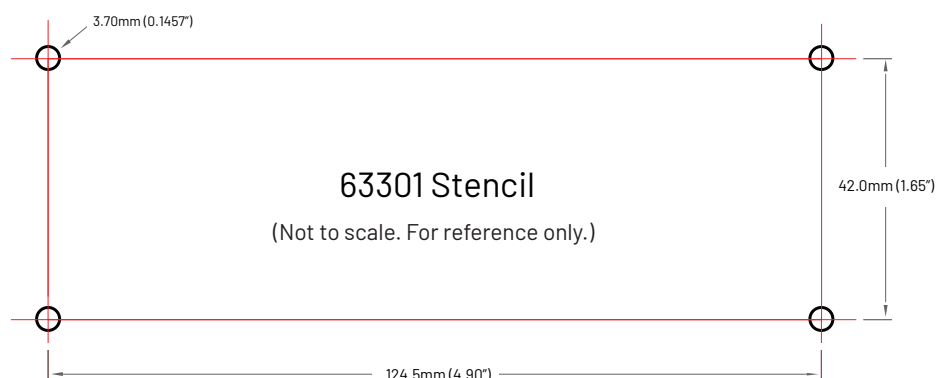 3.70mm (0.1457")
63301 Stencil
42.0mm (1.65")
(Not to scale. For reference only.)
124.5mm (4.90")